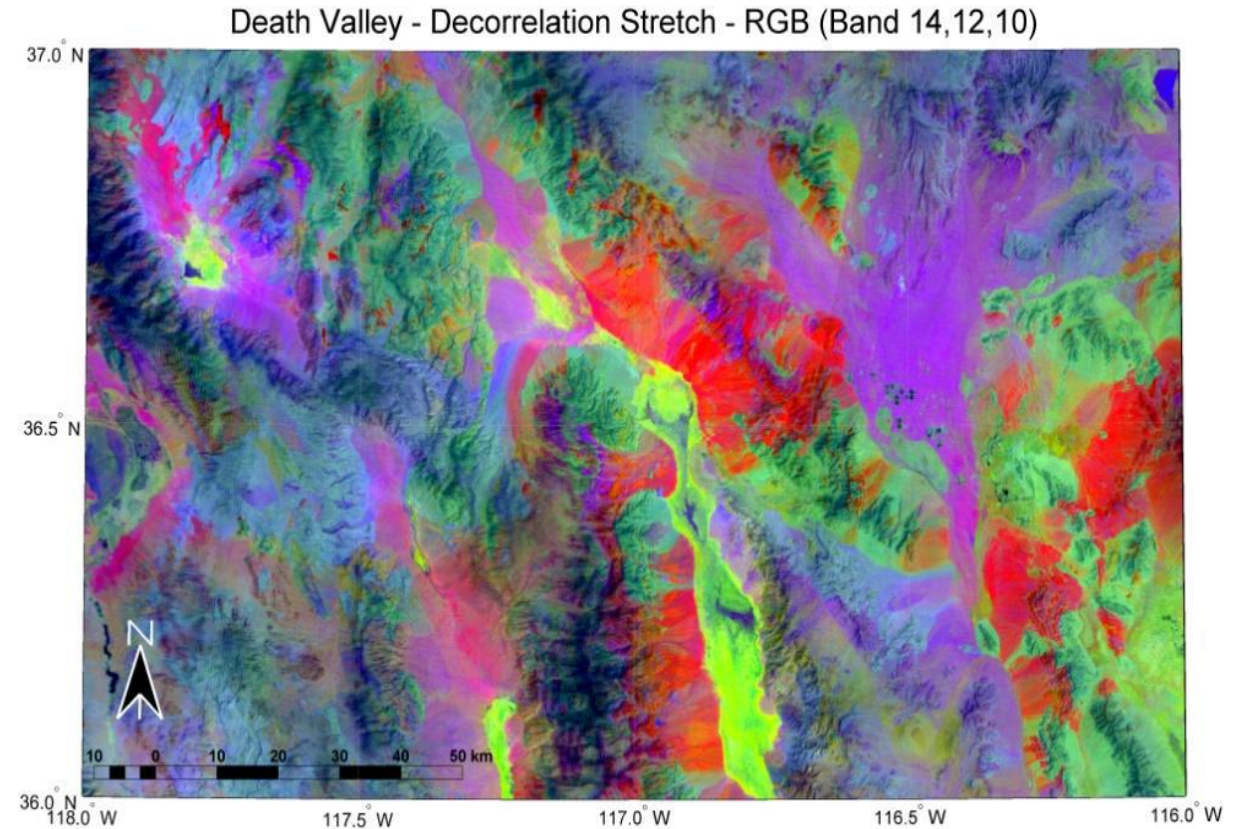 Death Valley - Decorrelation Stretch - RGB (Band 14,12,10)
37.0° N
36.5° N
N
10 0 10 20 30 40 50 km
36.0° N
118.0° W 117.5° W 117.0° W 116.5° W 116.0° W